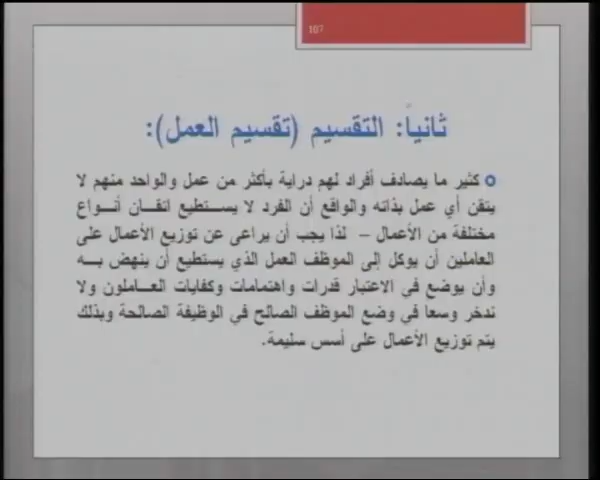 107
ثانياً: التقسيم (تقسيم العمل):
كثير ما يصادف أفراد لهم دراية بأكثر من عمل والواحد منهم لا
يتقن أي عمل بذاته والواقع أن الفرد لا يستطيع اتقان أنواع
مختلفة من الأعمال – لذا يجب أن يراعى عن توزيع الأعمال على
العاملين أن يوكل إلى الموظف العمل الذي يستطيع أن ينهض به
وأن يوضع في الاعتبار قدرات واهتمامات وكفايات العاملون ولا
ندخر وسعا في وضع الموظف الصالح في الوظيفة الصالحة وبذلك
يتم توزيع الأعمال على أسس سليمة.